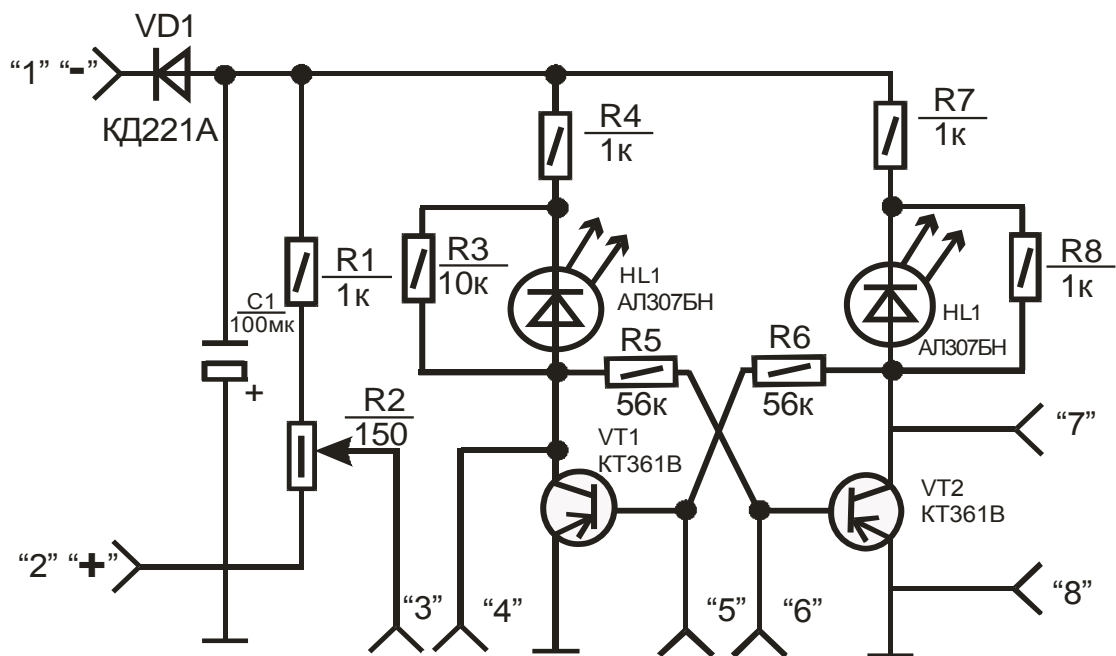 VD1
“1” “-”
КД221А
R4
1к
R7
1к
R1
1к
R3
10к
R8
1к
C1
100мк
+
HL1
АЛ307БН
HL1
АЛ307БН
R5
56к
R6
56к
R2
150
VT1
КТ361В
VT2
КТ361В
“7”
“2” “+”
“3”
“4”
“5”
“6”
“8”